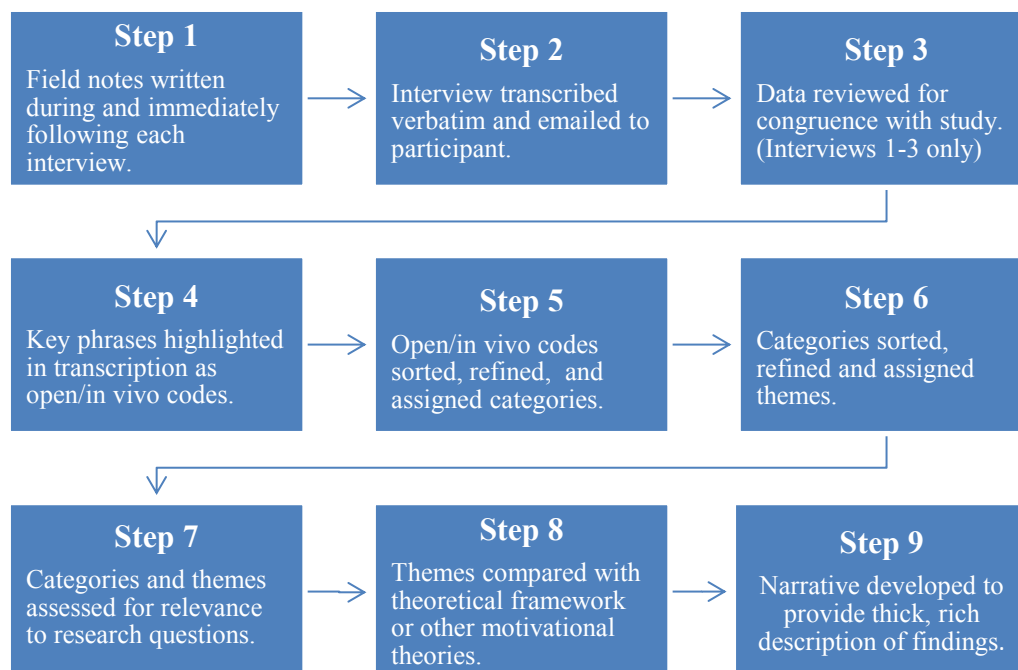 Step 1
Field notes written
during and immediately
following each
interview.
Step 2
Interview transcribed
verbatim and emailed to
participant.
Step 3
Data reviewed for
congruence with study.
(Interviews 1-3 only)
Step 4
Key phrases highlighted
in transcription as
open/in vivo codes.
Step 5
Open/in vivo codes
sorted, refined,  and
assigned categories.
Step 6
Categories sorted,
refined and assigned
themes.
Step 7
Categories and themes
assessed for relevance
to research questions.
Step 8
Themes compared with
theoretical framework
or other motivational
theories.
Step 9
Narrative developed to
provide thick, rich
description of findings.